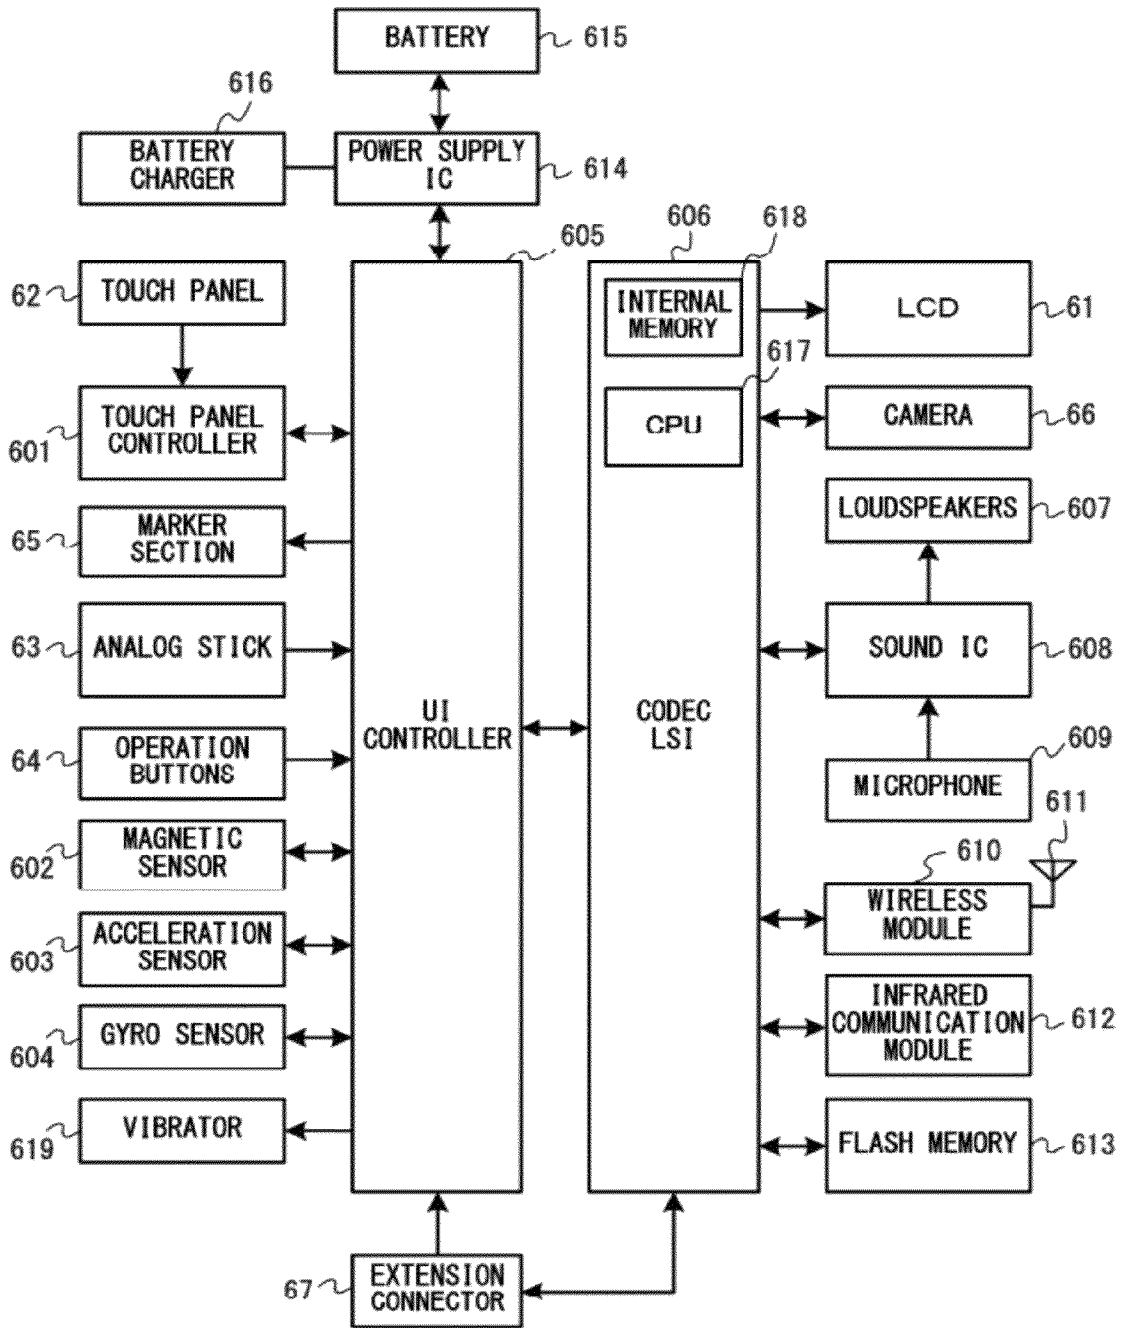 BATTERY
615
616
BATTERY
CHARGER
POWER SUPPLY
IC
614
605
606
618
62
TOUCH PANEL
INTERNAL
MEMORY
LCD
61
617
601
TOUCH PANEL
CONTROLLER
CPU
CAMERA
66
LOUDSPEAKERS
607
65
MARKER
SECTION
63
ANALOG STICK
SOUND IC
608
UI
CONTROLLER
CODEC
LSI
64
OPERATION
BUTTONS
609
MICROPHONE
611
602
MAGNETIC
SENSOR
610
WIRELESS
MODULE
603
ACCELERATION
SENSOR
604
GYRO SENSOR
INFRARED
COMMUNICATION
MODULE
612
619
VIBRATOR
FLASH MEMORY
613
67
EXTENSION
CONNECTOR